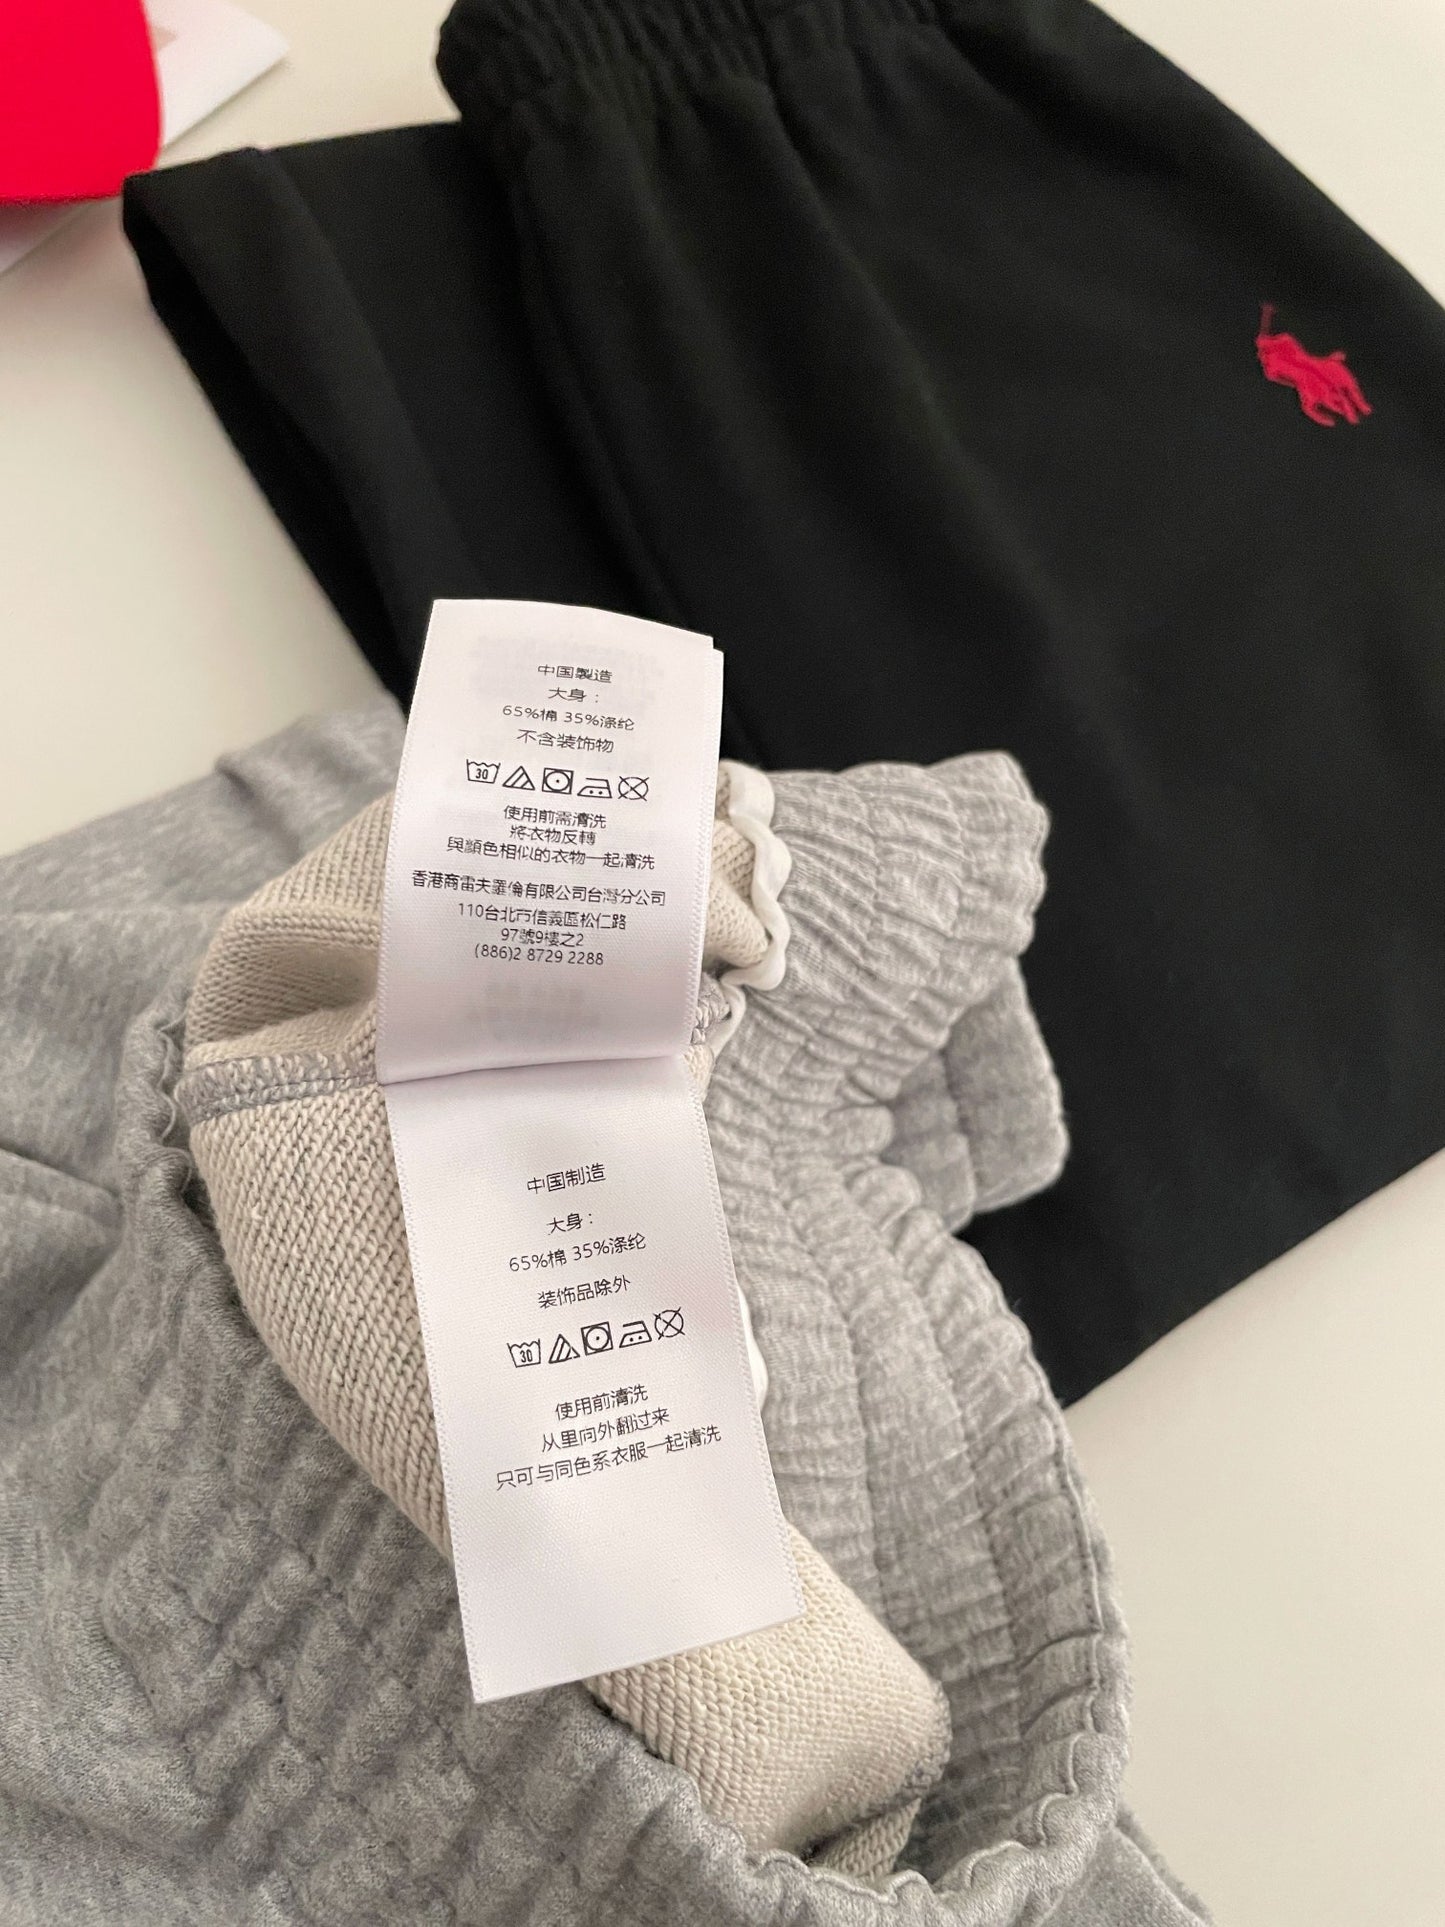 中国製造
大身：
65%棉 35%涤纶
不含装饰物
30
使用前需清洗
將衣物反轉
與顏色相似的衣物一起清洗
香港商雷夫羅倫有限公司台灣分公司
110台北市信義區松仁路
97號9樓之2
(886)2 8729 2288
中国制造
大身：
65%棉 35%涤纶
装饰品除外
30
使用前清洗
从里向外翻过来
只可与同色系衣服一起清洗